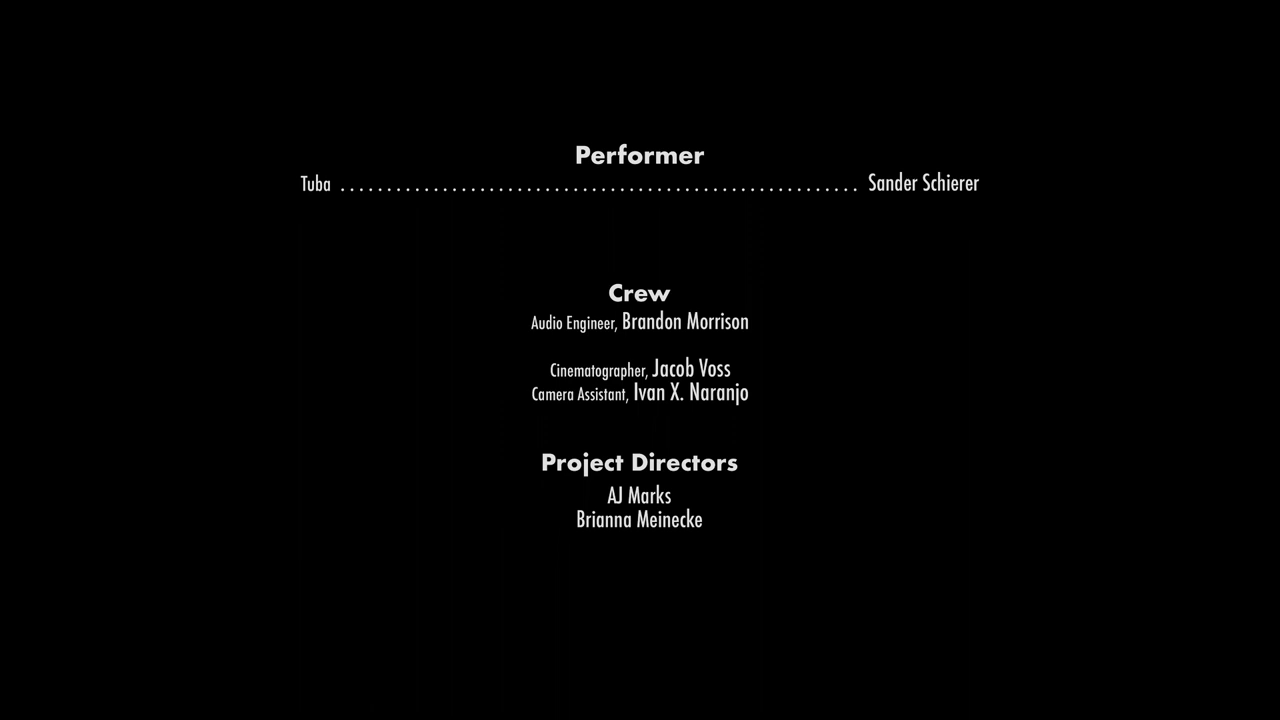 Performer
Tuba ........................................................ Sander Schierer
Crew
Audio Engineer, Brandon Morrison
Cinematographer, Jacob Voss
Camera Assistant, Ivan X. Naranjo
Project Directors
AJ Marks
Brianna Meinecke